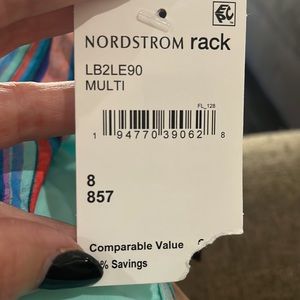 NORDSTROM rack
LB2LE90
MULTI
FL_128
1 94770 39062 8
8
857
Comparable Value
% Savings